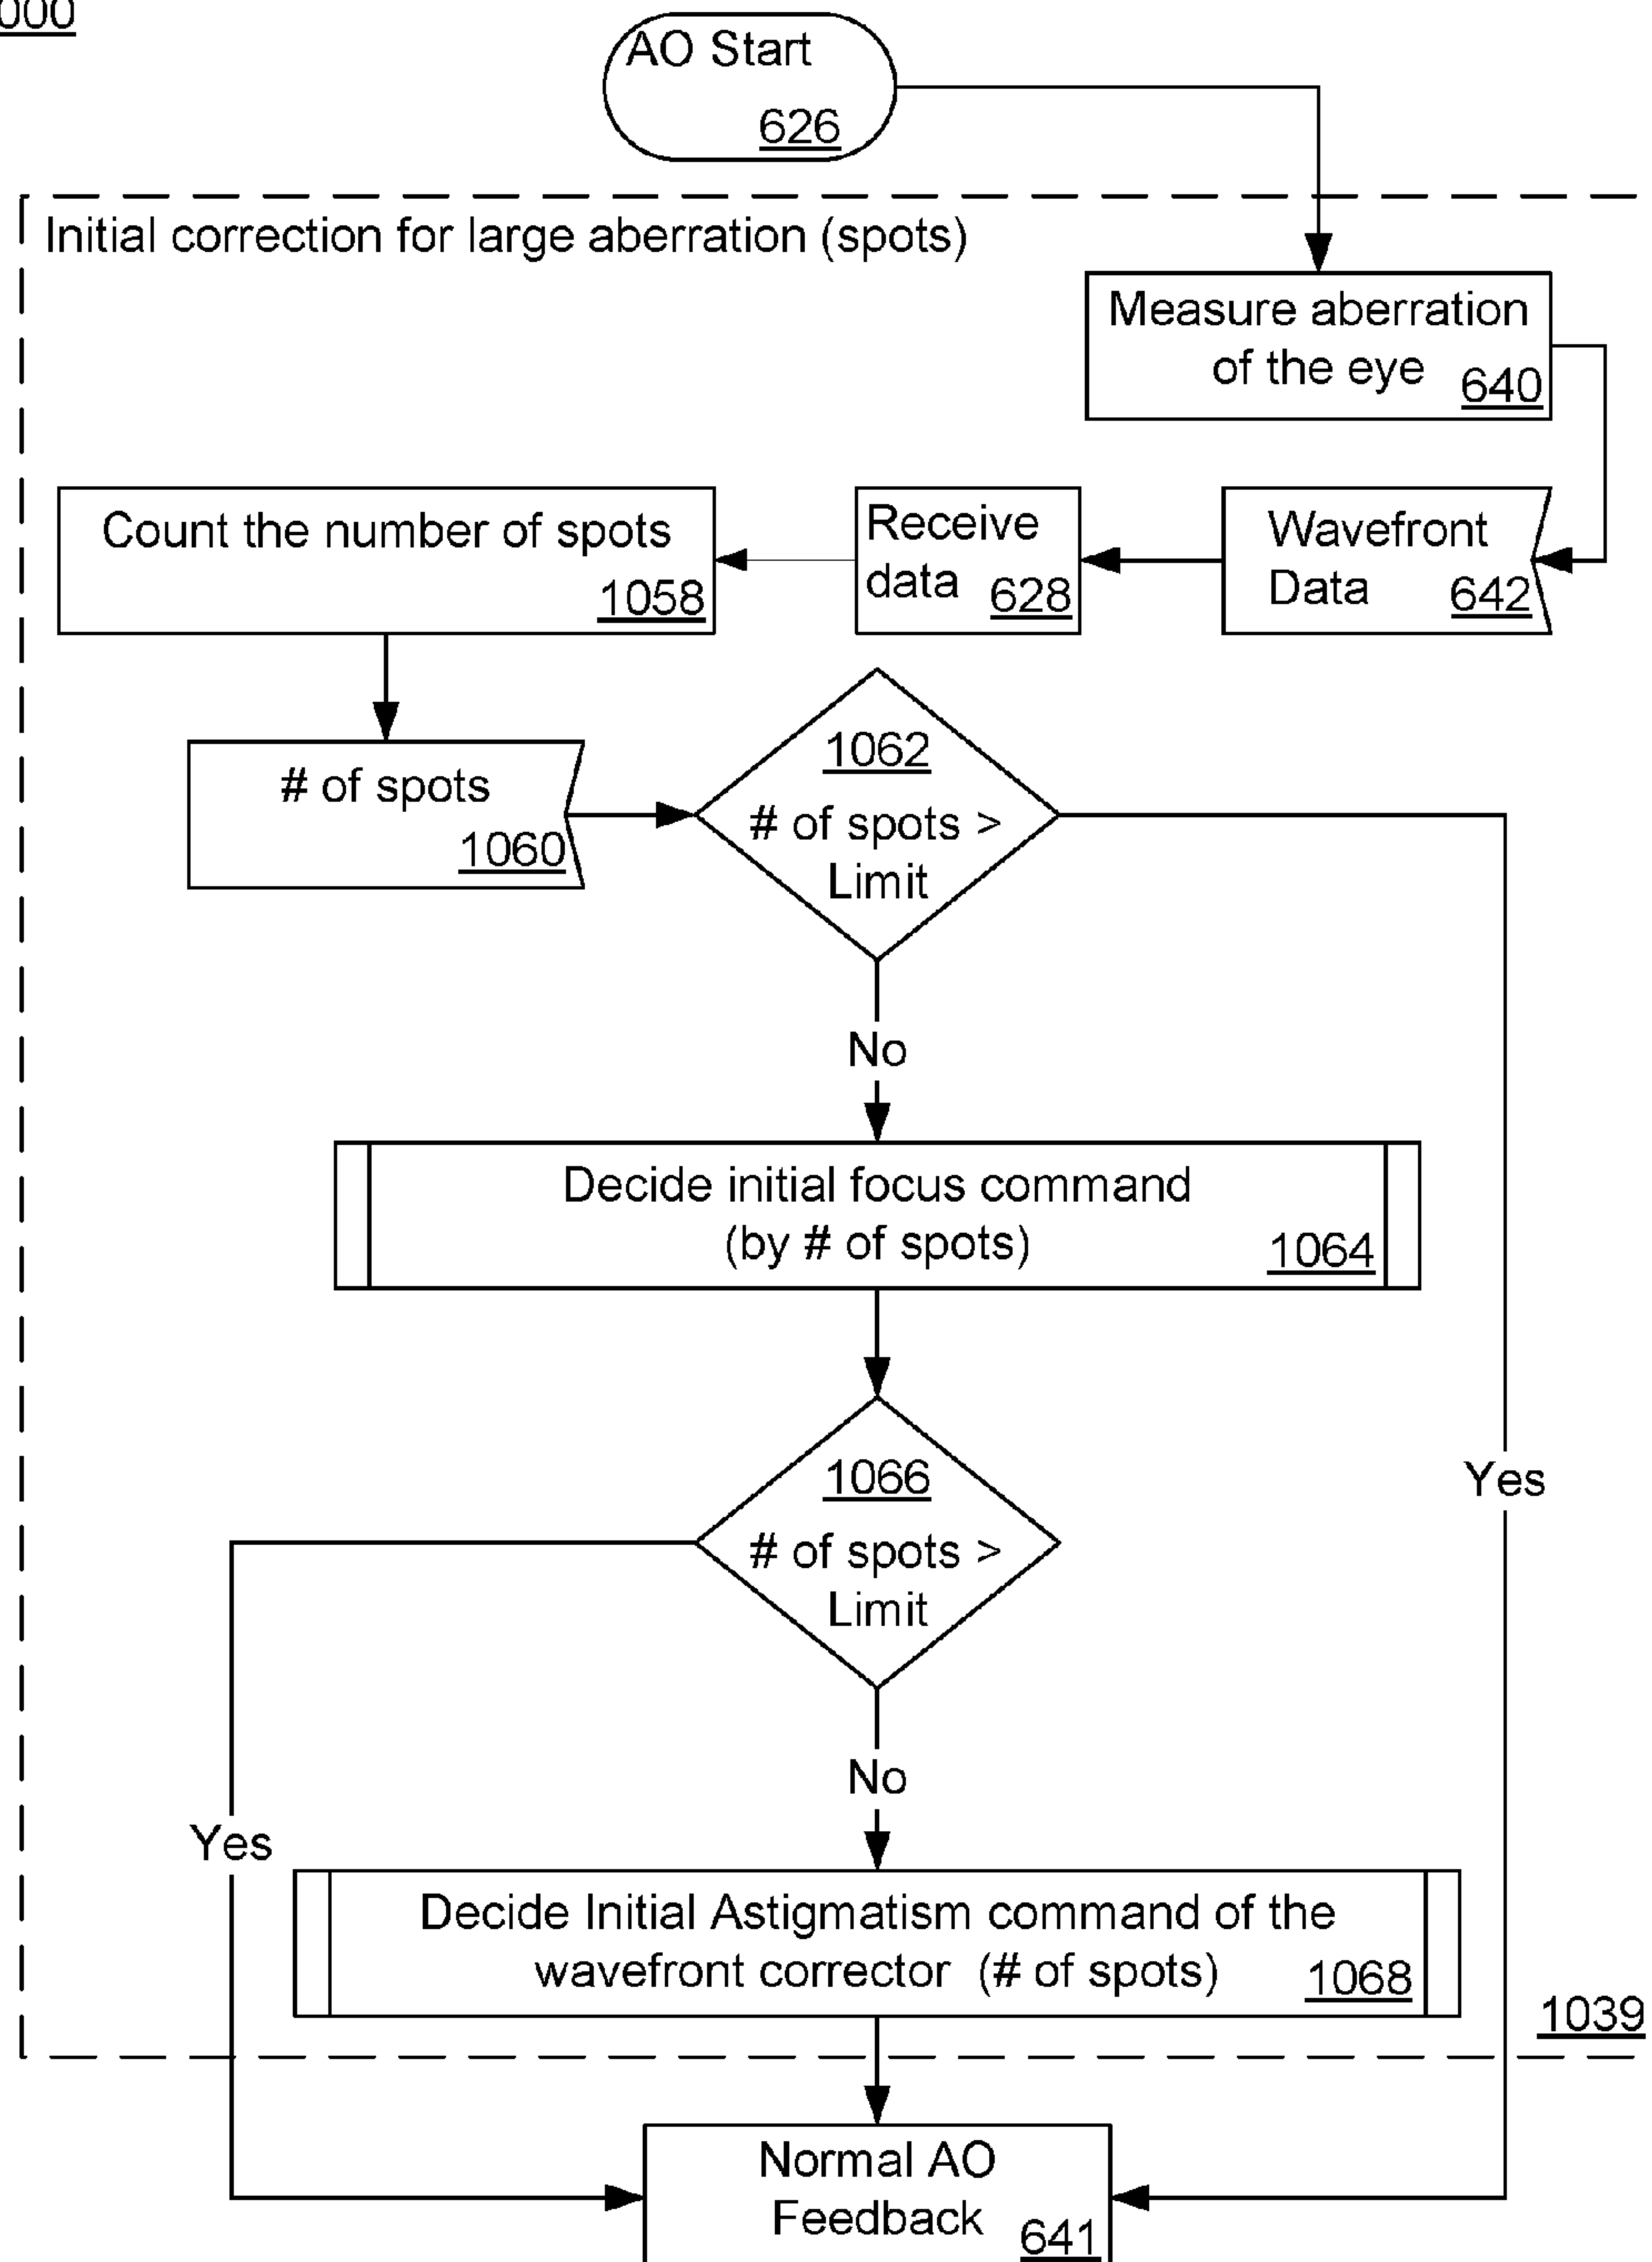 000
AO Start
626
Initial correction for large aberration (spots)
Measure aberration
of the eye 640
Count the number of spots
1058
Receive
data 628
Wavefront
Data 642
# of spots
1060
1062
# of spots >
Limit
No
Decide initial focus command
(by # of spots) 1064
1066
# of spots >
Limit
Yes
No
Yes
Decide Initial Astigmatism command of the
wavefront corrector (# of spots) 1068
1039
Normal AO
Feedback 641